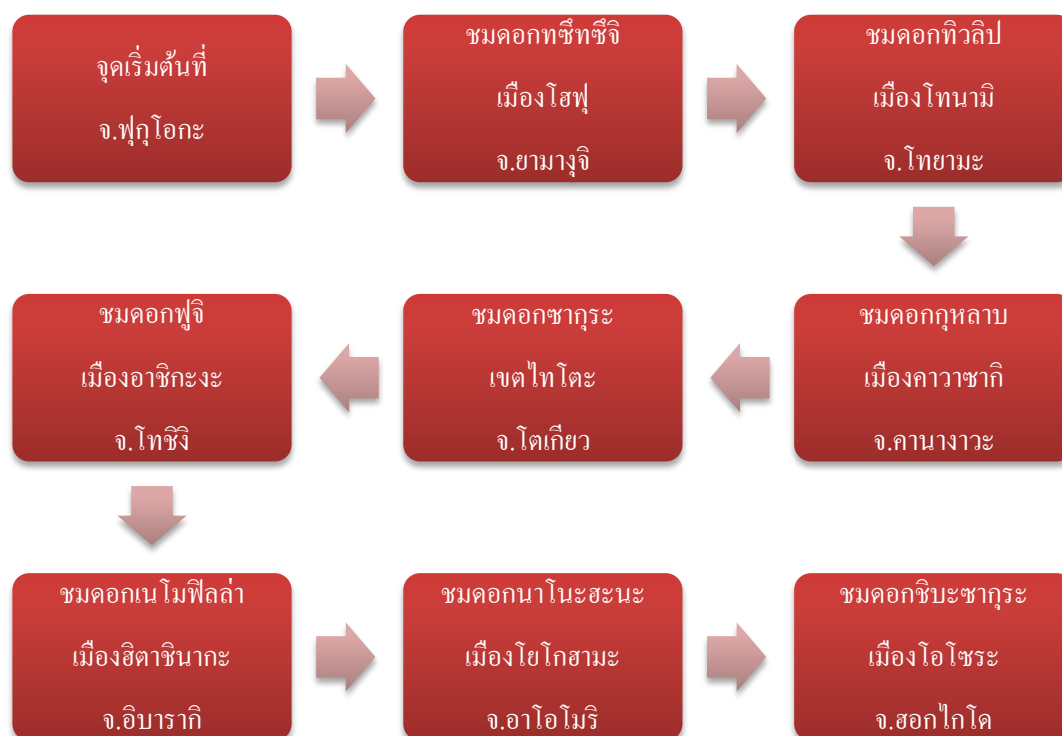 จุดเริ่มต้นที่
จ.ฟุกุโอกะ
ชมดอกทซึทซึจิ
เมืองโฮฟุ
จ.ยามางุจิ
ชมดอกทิวลิป
เมืองโทนามิ
จ.โทยามะ
ชมดอกกุหลาบ
เมืองคาวาซากิ
จ.คานางาวะ
ชมดอกซากุระ
เขตไทโตะ
จ.โตเกียว
ชมดอกฟูจิ
เมืองอาชิกะงะ
จ.โทชิงิ
ชมดอกเนโมฟิลล่า
เมืองฮิตาชินากะ
จ.อิบารากิ
ชมดอกนาโนะฮะนะ
เมืองโยโกฮามะ
จ.อาโอโมริ
ชมดอกชิบะซากุระ
เมืองโอโซระ
จ.ฮอกไกโด